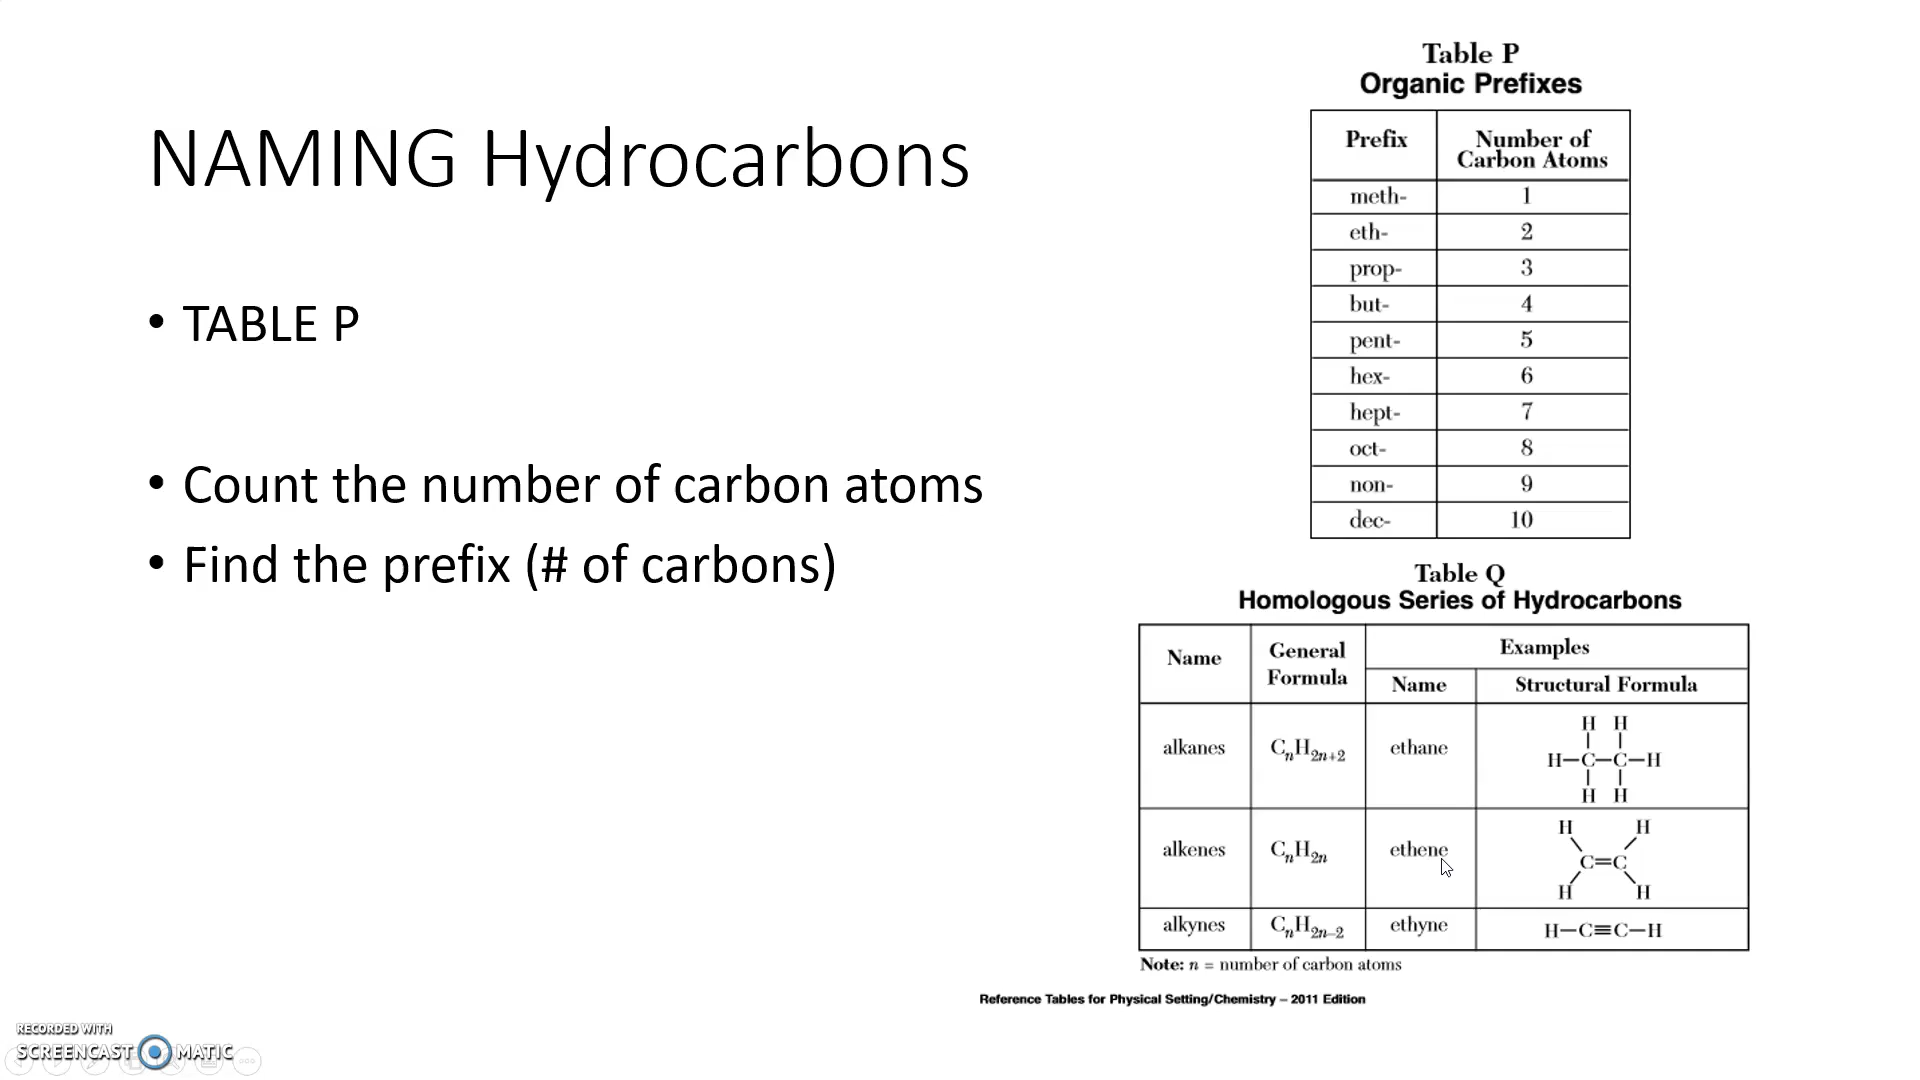 NAMING Hydrocarbons
• TABLE P
• Count the number of carbon atoms
• Find the prefix (# of carbons)
Table P
Organic Prefixes
Prefix Number of Carbon Atoms
meth- 1
eth- 2
prop- 3
but- 4
pent- 5
hex- 6
hept- 7
oct- 8
non- 9
dec- 10
Table Q
Homologous Series of Hydrocarbons
Name General Formula Examples
Name Structural Formula
alkanes CₙH₂ₙ₊₂ ethane
H H
H–C–C–H
H H
alkenes CₙH₂ₙ ethene
H H
C=C
H H
alkynes CₙH₂ₙ₋₂ ethyne H–C≡C–H
Note: n = number of carbon atoms
Reference Tables for Physical Setting/Chemistry – 2011 Edition
RECORDED WITH
SCREENCAST MATIC